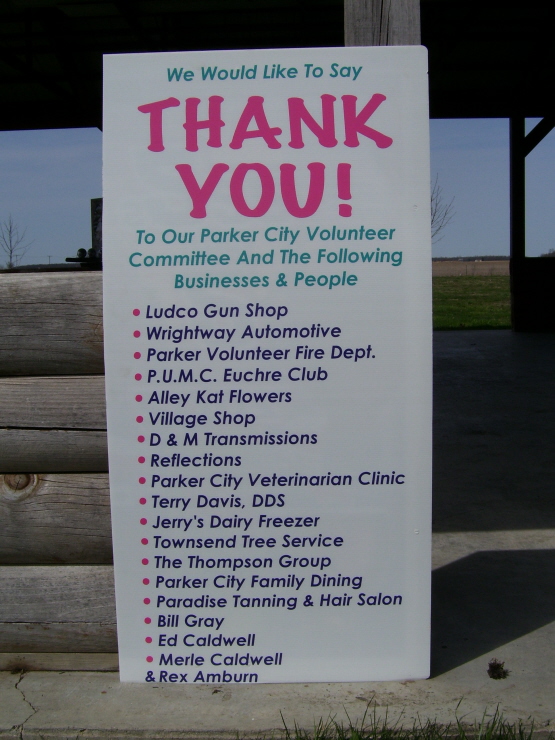 We Would Like To Say
THANK
YOU!
To Our Parker City Volunteer
Committee And The Following
Businesses & People
• Ludco Gun Shop
• Wrightway Automotive
• Parker Volunteer Fire Dept.
• P.U.M.C. Euchre Club
• Alley Kat Flowers
• Village Shop
• D & M Transmissions
• Reflections
• Parker City Veterinarian Clinic
• Terry Davis, DDS
• Jerry's Dairy Freezer
• Townsend Tree Service
• The Thompson Group
• Parker City Family Dining
• Paradise Tanning & Hair Salon
• Bill Gray
• Ed Caldwell
• Merle Caldwell
& Rex Amburn